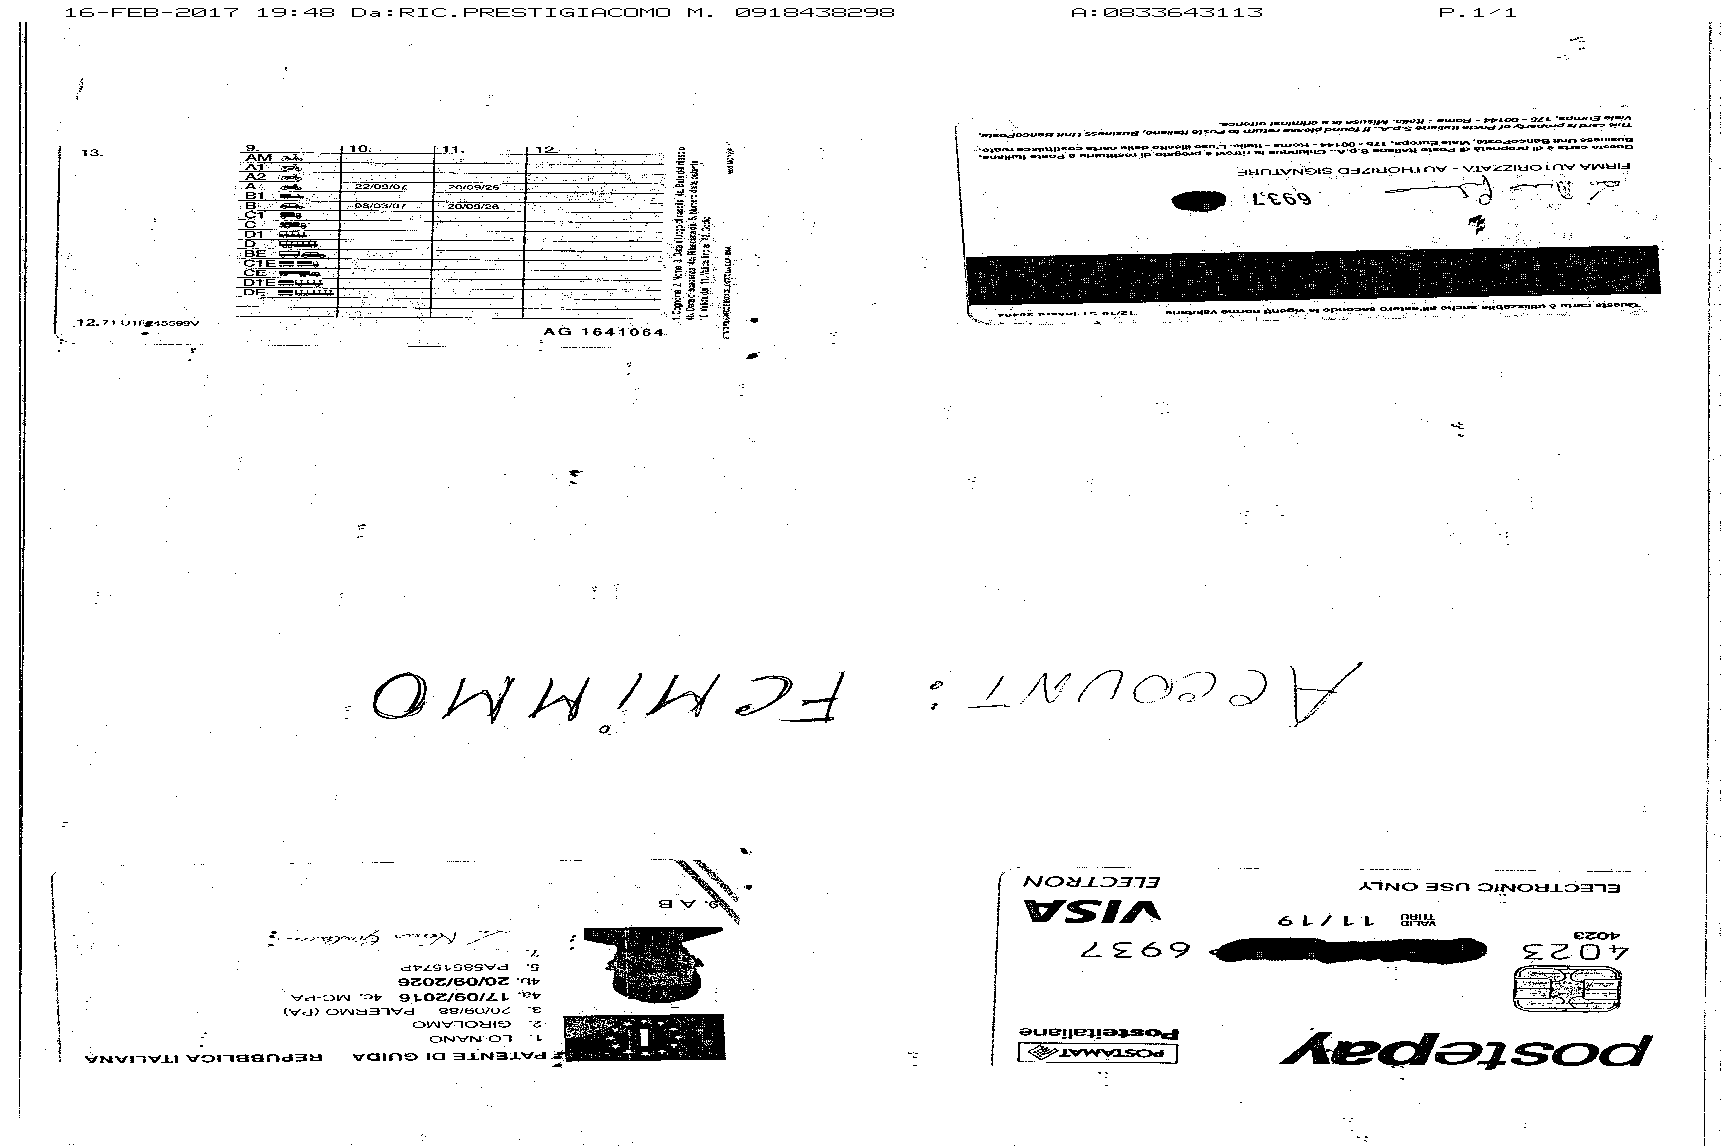 16-FEB-2017 19:48 Da:RIC.PRESTIGIACOMO M. 0918438298 A:0833643113 P.1/1
13.
9. 10. 11. 12.
AM
A1
A2
A 22/09/07 20/09/26
B1
B 08/03/07 20/09/26
C1
C
D1
D
BE
C1E
CE
D1E
DE
AG 1641064
Questa carta è utilizzabile anche all'estero secondo le vigenti norme valutarie
6937
FIRMA AUTORIZZATA - AUTHORIZED SIGNATURE
Questa carta è di proprietà di Poste Italiane S.p.A.. Chiunque la ritrovi è pregato di restituirla a Poste Italiane,
Business Unit BancoPosta, Viale Europa, 175 - 00144 - Roma - Italia. L'uso illecito della carta costituisce reato.
This card is property of Poste Italiane S.p.A.. If found please return to Poste Italiane, Business Unit BancoPosta,
Viale Europa, 175 - 00144 - Roma - Italia. Misuse is a criminal offence.
ACCOUNT: FCMIMMO
PATENTE DI GUIDA REPUBBLICA ITALIANA
1. LO NANO
2. GIROLAMO
3. 20/09/88 PALERMO (PA)
4a. 17/09/2016 4c. MC-PA
4b. 20/09/2026
5. PA5851574P
7.
9. A B
postepay
POSTAMAT
Posteitaliane
4023 6937
4023
VALID THRU 11/19
VISA
ELECTRON
ELECTRONIC USE ONLY